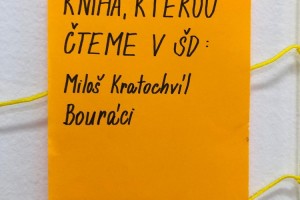 KNIHA, KTEROU
ČTEME V ŠD:
Miloš Kratochvíl
Bouráci